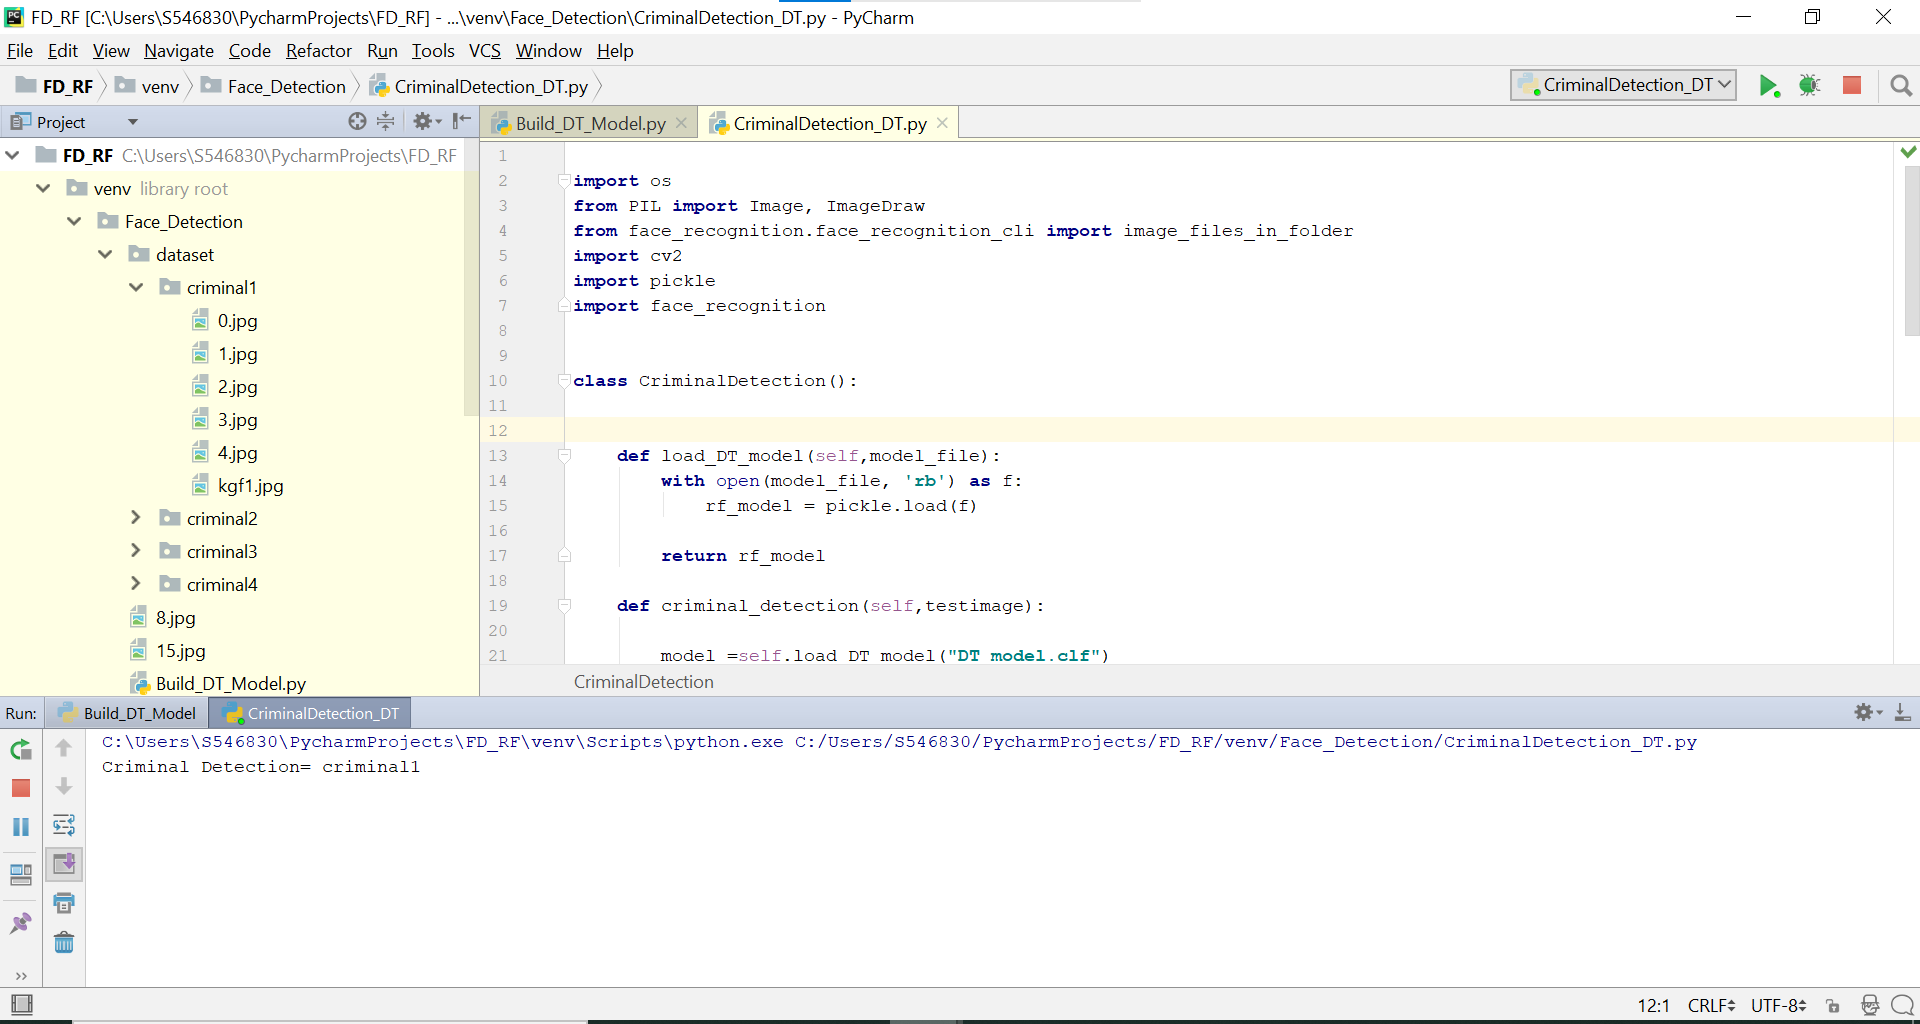 FD_RF [C:\Users\S546830\PycharmProjects\FD_RF] - ...\venv\Face_Detection\CriminalDetection_DT.py - PyCharm
File Edit View Navigate Code Refactor Run Tools VCS Window Help
FD_RF venv Face_Detection CriminalDetection_DT.py CriminalDetection_DT
Project
Build_DT_Model.py CriminalDetection_DT.py
FD_RF C:\Users\S546830\PycharmProjects\FD_RF
venv library root
Face_Detection
dataset
criminal1
0.jpg
1.jpg
2.jpg
3.jpg
4.jpg
kgf1.jpg
criminal2
criminal3
criminal4
8.jpg
15.jpg
Build_DT_Model.py
1
2 import os
3 from PIL import Image, ImageDraw
4 from face_recognition.face_recognition_cli import image_files_in_folder
5 import cv2
6 import pickle
7 import face_recognition
8
9
10 class CriminalDetection():
11
12
13 def load_DT_model(self,model_file):
14 with open(model_file, 'rb') as f:
15 rf_model = pickle.load(f)
16
17 return rf_model
18
19 def criminal_detection(self,testimage):
20
21 model =self.load_DT_model("DT_model.clf")
CriminalDetection
Run: Build_DT_Model CriminalDetection_DT
C:\Users\S546830\PycharmProjects\FD_RF\venv\Scripts\python.exe C:/Users/S546830/PycharmProjects/FD_RF/venv/Face_Detection/CriminalDetection_DT.py
Criminal Detection= criminal1
12:1 CRLF UTF-8